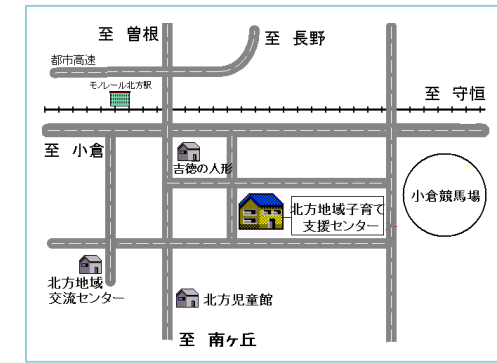 至 曽根
至 長野
都市高速
モノレール北方駅
至 守恒
至 小倉
吉徳の人形
小倉競馬場
北方地域子育て
支援センター
北方地域
交流センター
北方児童館
至 南ヶ丘